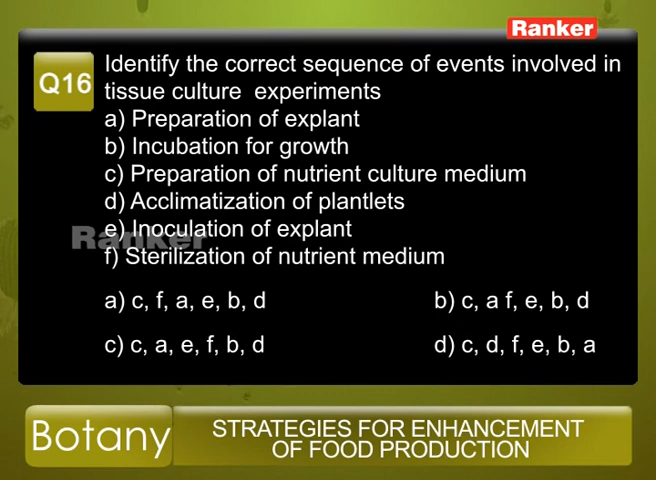 Ranker
Q16
Identify the correct sequence of events involved in
tissue culture experiments
a) Preparation of explant
b) Incubation for growth
c) Preparation of nutrient culture medium
d) Acclimatization of plantlets
Ranker
e) Inoculation of explant
f) Sterilization of nutrient medium
a) c, f, a, e, b, d
b) c, a f, e, b, d
c) c, a, e, f, b, d
d) c, d, f, e, b, a
Botany
STRATEGIES FOR ENHANCEMENT
OF FOOD PRODUCTION